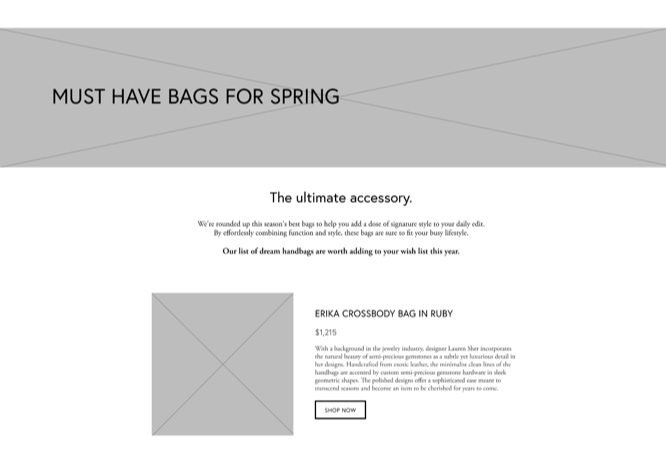 MUST HAVE BAGS FOR SPRING
The ultimate accessory.
We're rounded up this season's best bags to help you add a dose of signature style to your daily edit.
By effortlessly combining function and style, these bags are sure to fit your busy lifestyle.
Our list of dream handbags are worth adding to your wish list this year.
ERIKA CROSSBODY BAG IN RUBY
$1,215
With a background in the jewelry industry, designer Lauren Sher incorporates
the natural beauty of semi-precious gemstones as a subtle yet luxurious detail in
her designs. Handcrafted from exotic leather, the minimalist clean lines of the
handbags are accented by custom semi-precious gemstone hardware in sleek
geometric shapes. The polished designs offer a sophisticated ease meant to
transcend seasons and become an item to be cherished for years to come.
SHOP NOW